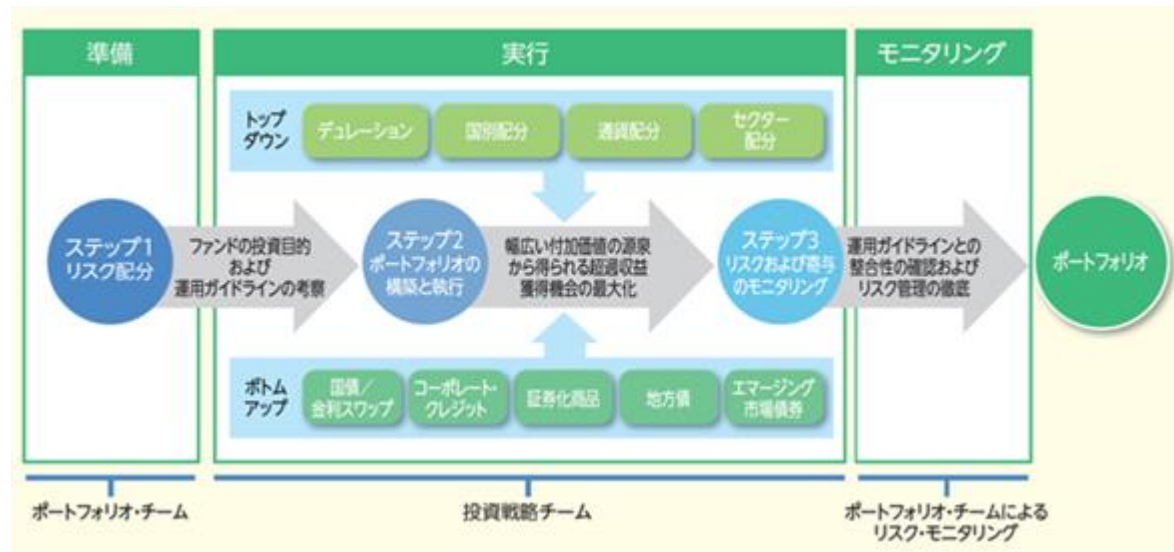 準備
実行
モニタリング
トップ
ダウン
デュレーション
国別配分
通貨配分
セクター
配分
ステップ1
リスク配分
ファンドの投資目的
および
運用ガイドラインの考察
ステップ2
ポートフォリオの
構築と執行
幅広い付加価値の源泉
から得られる超過収益
獲得機会の最大化
ステップ3
リスクおよび寄与
のモニタリング
運用ガイドラインとの
整合性の確認および
リスク管理の徹底
ポートフォリオ
ボトム
アップ
国債／
金利スワップ
コーポレート・
クレジット
証券化商品
地方債
エマージング
市場債券
ポートフォリオ・チーム
投資戦略チーム
ポートフォリオ・チームによる
リスク・モニタリング